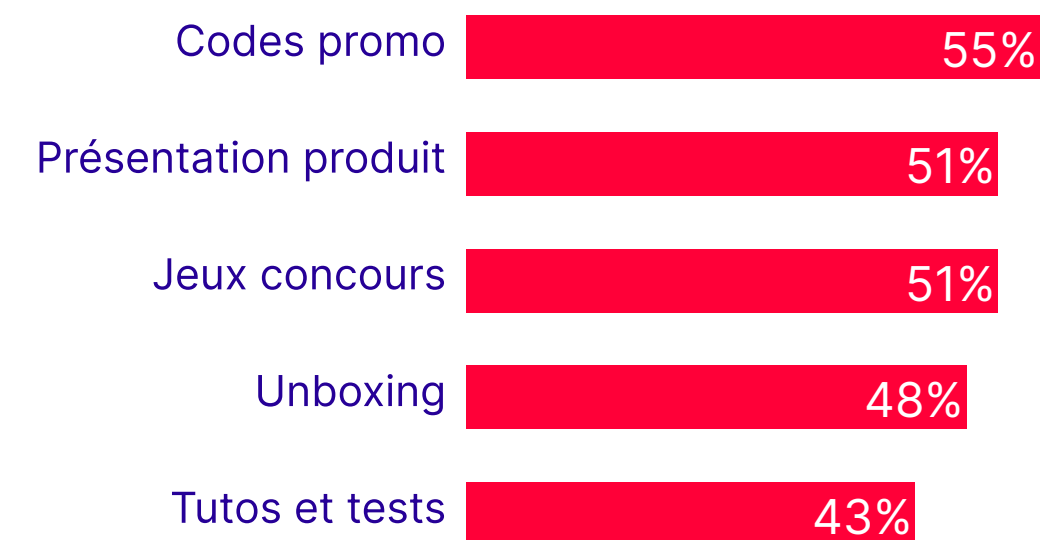 Codes promo 55%
Présentation produit 51%
Jeux concours 51%
Unboxing 48%
Tutos et tests 43%